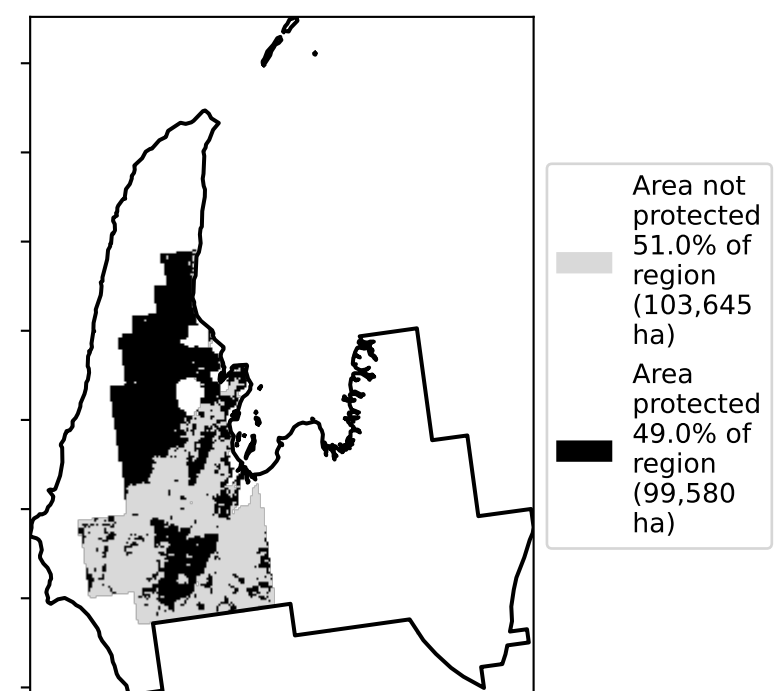 Area not
protected
51.0% of
region
(103,645
ha)
Area
protected
49.0% of
region
(99,580
ha)